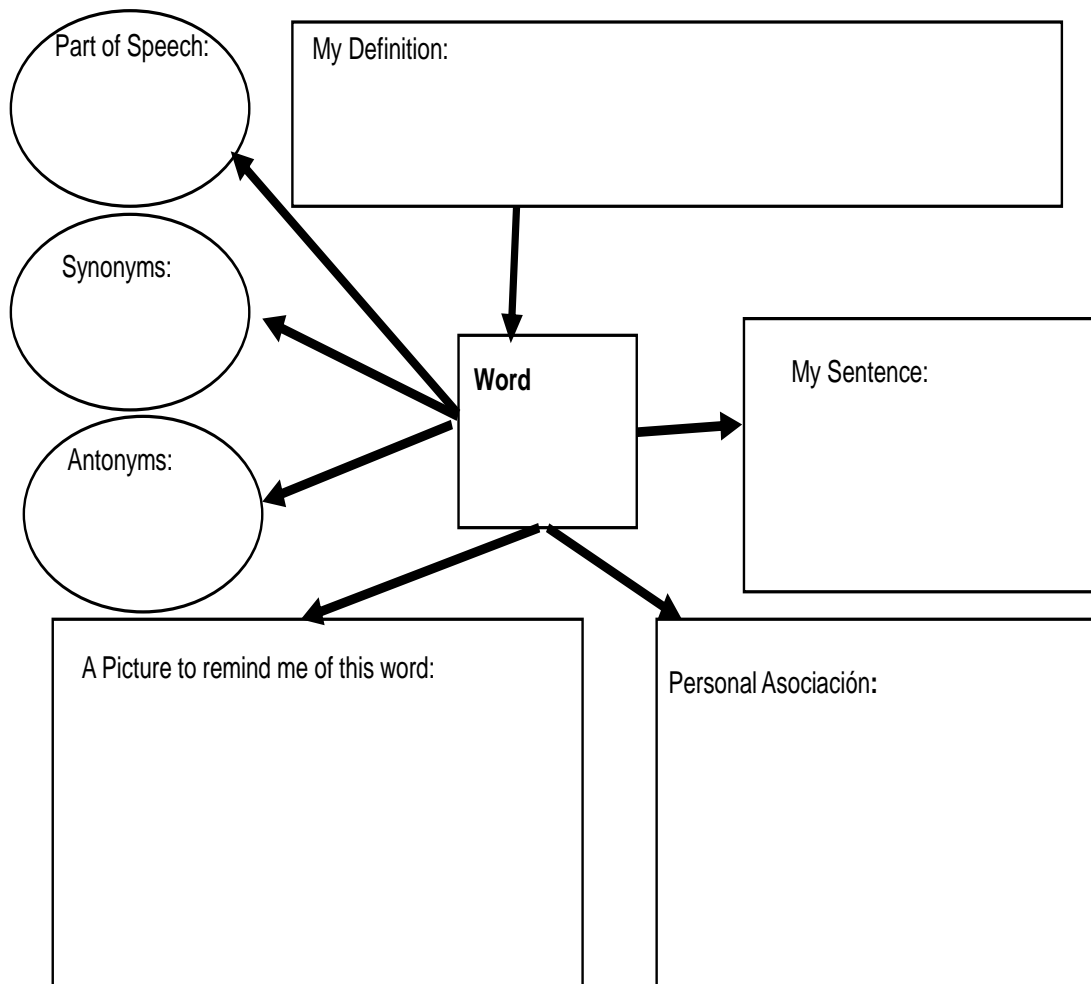 Part of Speech:
My Definition:
Synonyms:
Word
My Sentence:
Antonyms:
A Picture to remind me of this word:
Personal Asociación: